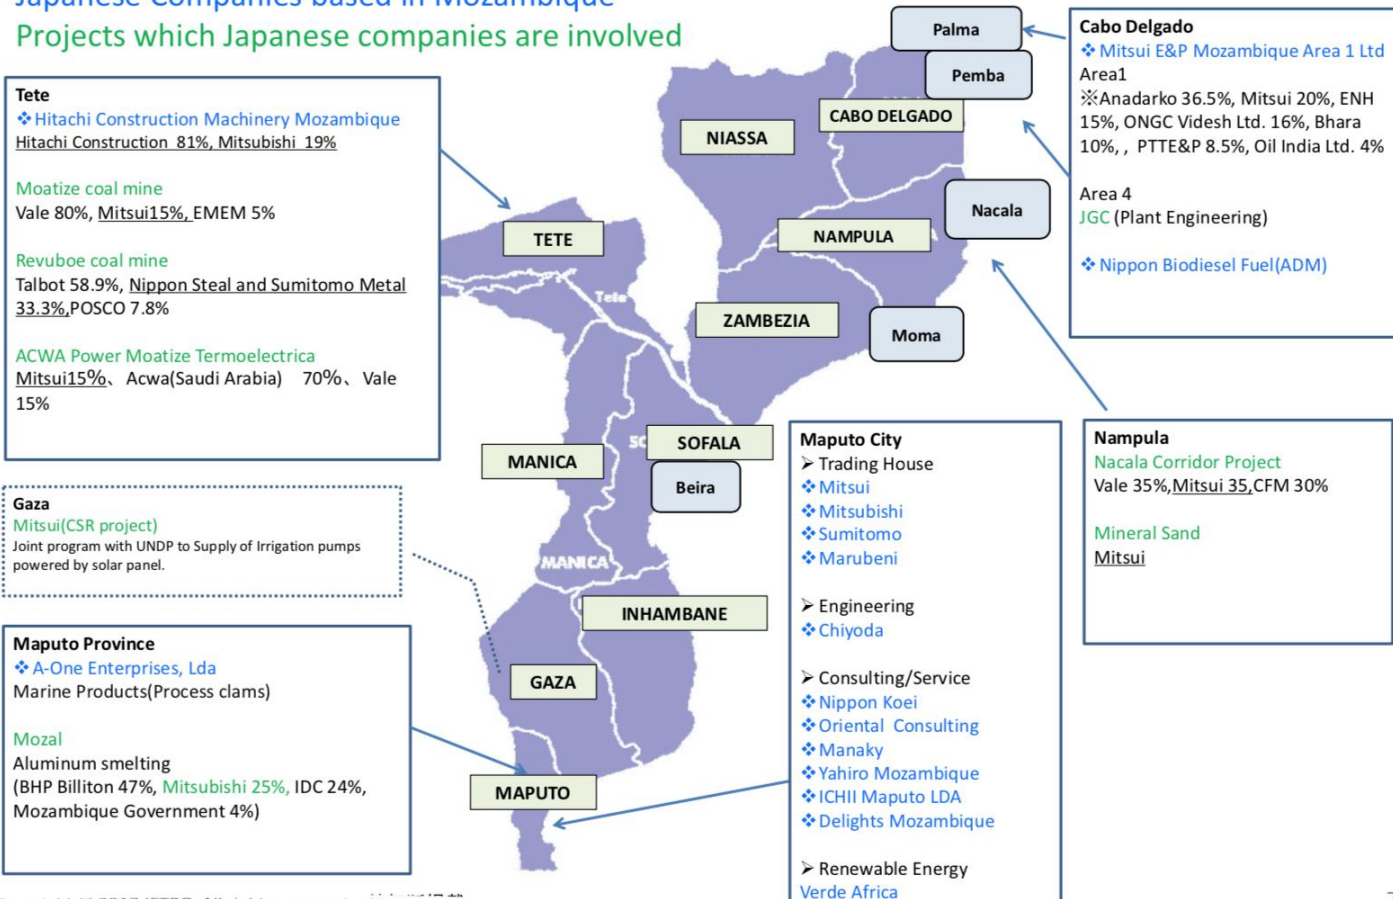 Japanese Companies based in Mozambique
Projects which Japanese companies are involved
Tete
❖Hitachi Construction Machinery Mozambique
Hitachi Construction 81%, Mitsubishi 19%
Moatize coal mine
Vale 80%, Mitsui15%, EMEM 5%
Revuboe coal mine
Talbot 58.9%, Nippon Steal and Sumitomo Metal
33.3%,POSCO 7.8%
ACWA Power Moatize Termoelectrica
Mitsui15%、Acwa(Saudi Arabia) 70%、Vale
15%
Gaza
Mitsui(CSR project)
Joint program with UNDP to Supply of Irrigation pumps
powered by solar panel.
Maputo Province
❖A-One Enterprises, Lda
Marine Products(Process clams)
Mozal
Aluminum smelting
(BHP Billiton 47%, Mitsubishi 25%, IDC 24%,
Mozambique Government 4%)
Palma
Pemba
CABO DELGADO
NIASSA
Nacala
NAMPULA
TETE
Tete
ZAMBEZIA
Moma
SOFALA
MANICA
Beira
MANICA
INHAMBANE
GAZA
MAPUTO
Cabo Delgado
❖Mitsui E&P Mozambique Area 1 Ltd
Area1
※Anadarko 36.5%, Mitsui 20%, ENH
15%, ONGC Videsh Ltd. 16%, Bhara
10%, , PTTE&P 8.5%, Oil India Ltd. 4%
Area 4
JGC (Plant Engineering)
❖Nippon Biodiesel Fuel(ADM)
Nampula
Nacala Corridor Project
Vale 35%,Mitsui 35,CFM 30%
Mineral Sand
Mitsui
Maputo City
➢Trading House
❖Mitsui
❖Mitsubishi
❖Sumitomo
❖Marubeni
➢Engineering
❖Chiyoda
➢Consulting/Service
❖Nippon Koei
❖Oriental Consulting
❖Manaky
❖Yahiro Mozambique
❖ICHII Maputo LDA
❖Delights Mozambique
➢Renewable Energy
Verde Africa